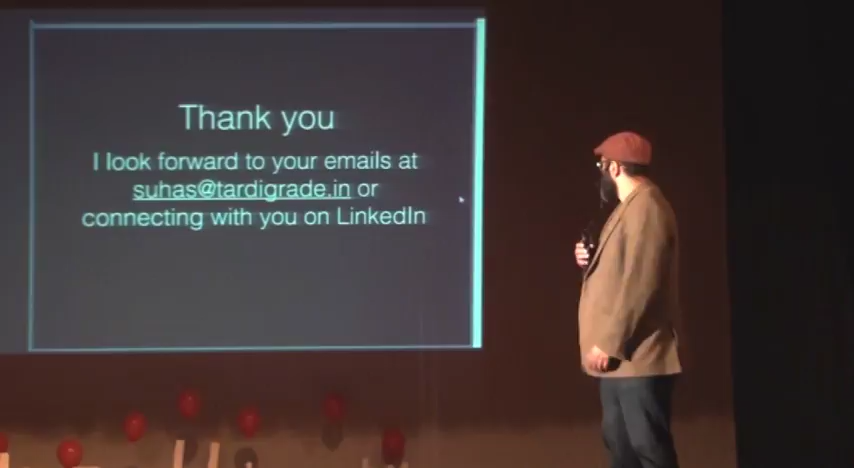 Thank you
I look forward to your emails at
suhas@tardigrade.in or
connecting with you on LinkedIn